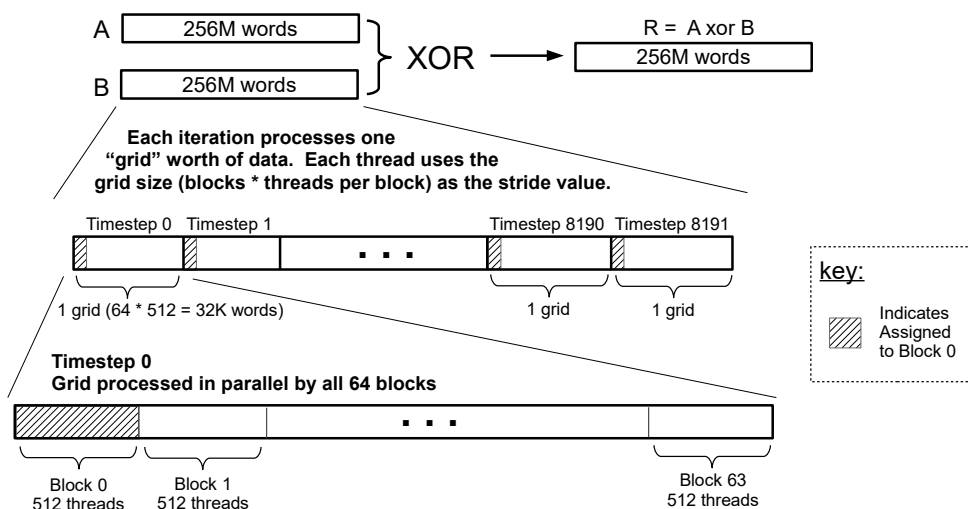 A
256M words
B
256M words
XOR
R = A xor B
256M words
Each iteration processes one
“grid” worth of data. Each thread uses the
grid size (blocks * threads per block) as the stride value.
Timestep 0
Timestep 1
. . .
Timestep 8190
Timestep 8191
1 grid (64 * 512 = 32K words)
1 grid
1 grid
key:
Indicates
Assigned
to Block 0
Timestep 0
Grid processed in parallel by all 64 blocks
. . .
Block 0
512 threads
Block 1
512 threads
Block 63
512 threads